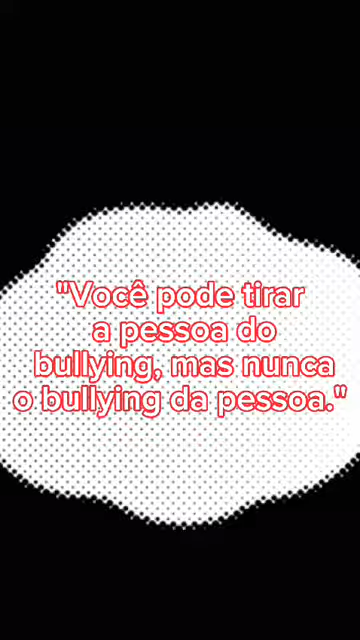 "Você pode tirar
a pessoa do
bullying, mas nunca
o bullying da pessoa."